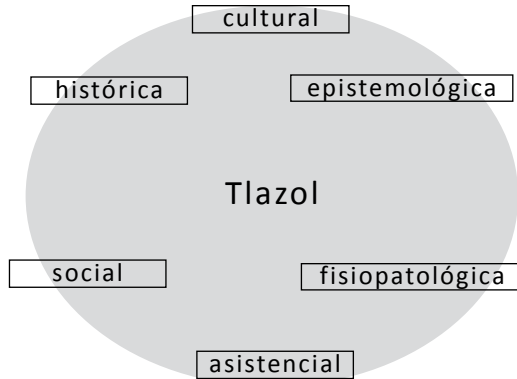 cultural
histórica
epistemológica
Tlazol
social
fisiopatológica
asistencial